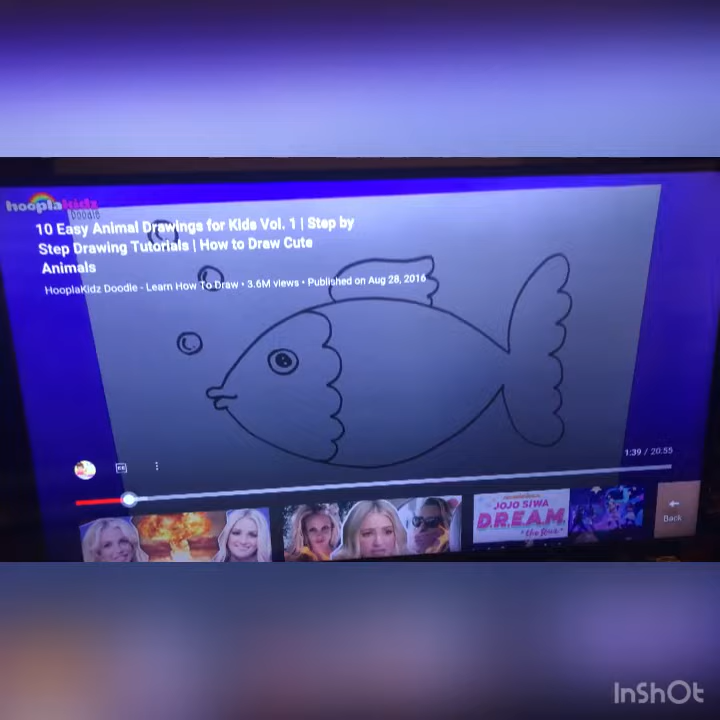 hooplakidz
Doodle
10 Easy Animal Drawings for Kids Vol. 1 | Step by
Step Drawing Tutorials | How to Draw Cute
Animals
HooplaKidz Doodle - Learn How To Draw • 3.6M views • Published on Aug 28, 2016
1:39 / 20:55
JOJO SIWA
D.R.E.A.M.
Back
InShOt